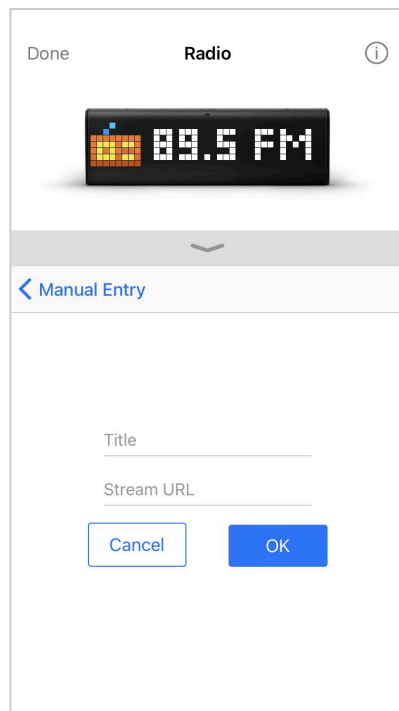 Done Radio
89.5 FM
Manual Entry
Title
Stream URL
Cancel OK